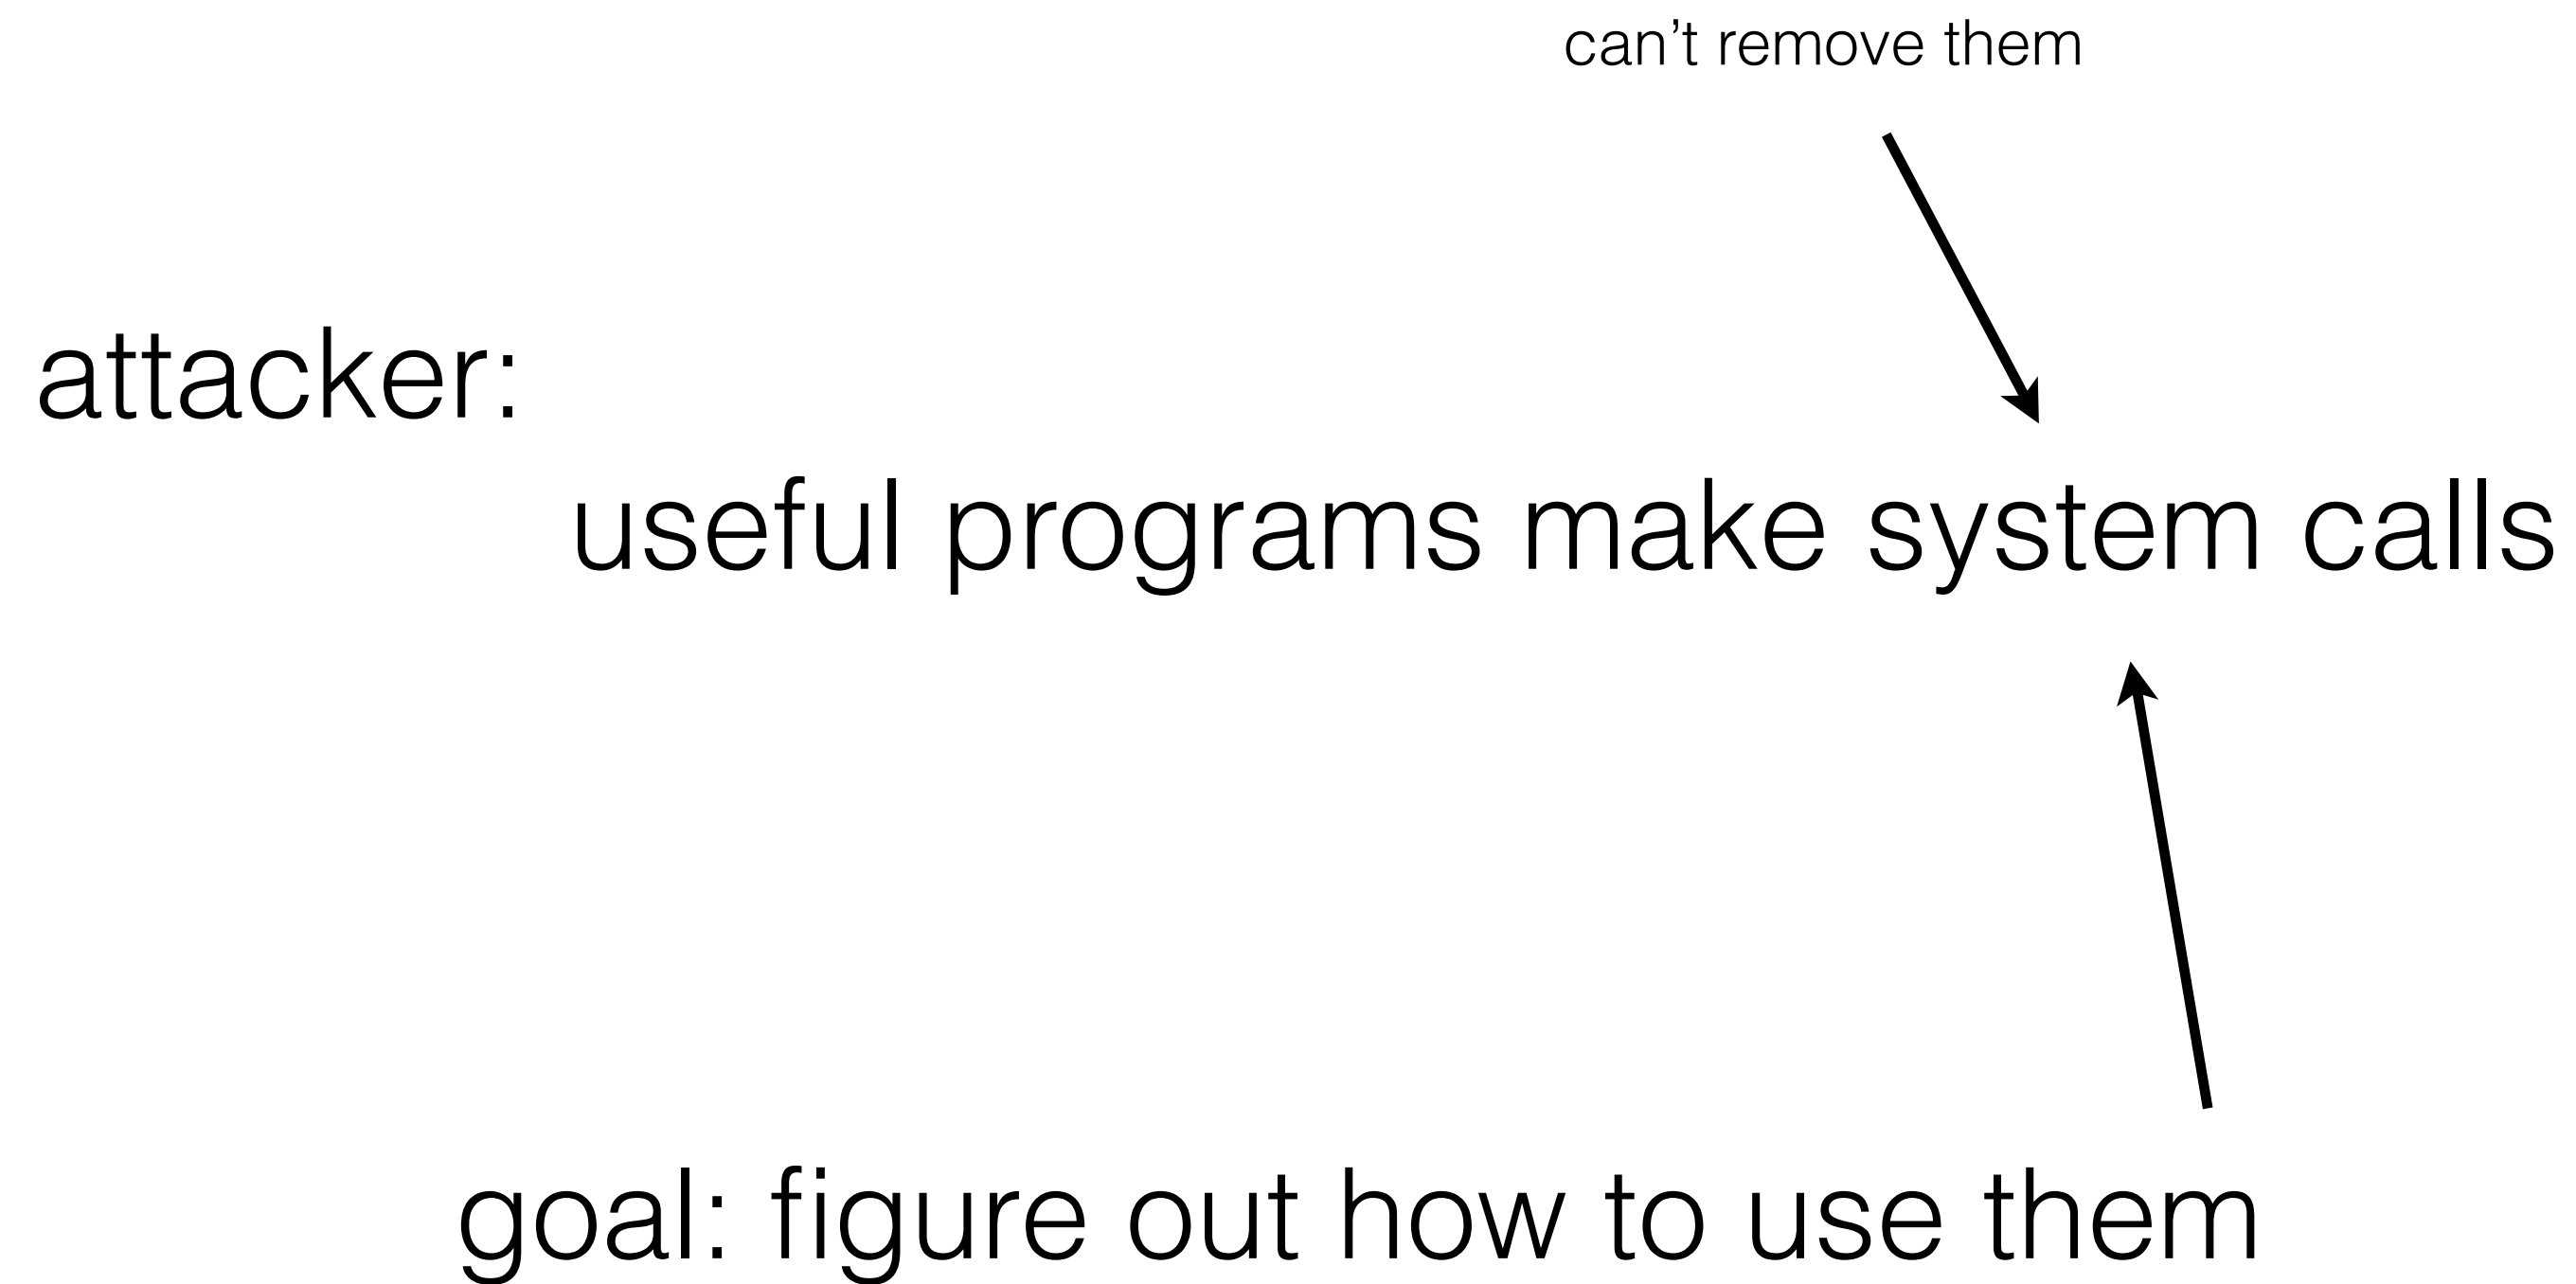 can’t remove them
attacker:
useful programs make system calls
goal: figure out how to use them